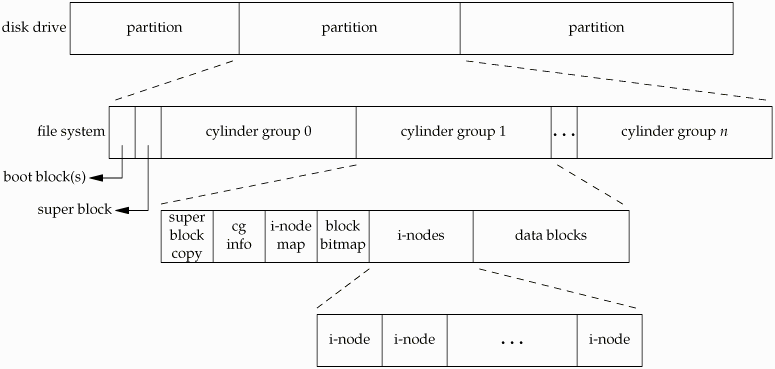 disk drive partition partition partition
file system cylinder group 0 cylinder group 1 ... cylinder group n
boot block(s)
super block
super block copy cg info i-node map block bitmap i-nodes data blocks
i-node i-node ... i-node